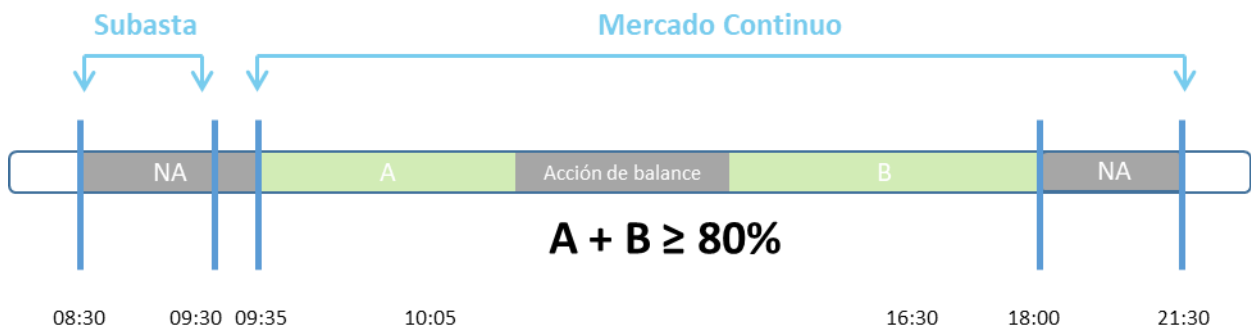 Subasta
Mercado Continuo
NA
A
Acción de balance
B
NA
A + B ≥ 80%
08:30
09:30
09:35
10:05
16:30
18:00
21:30